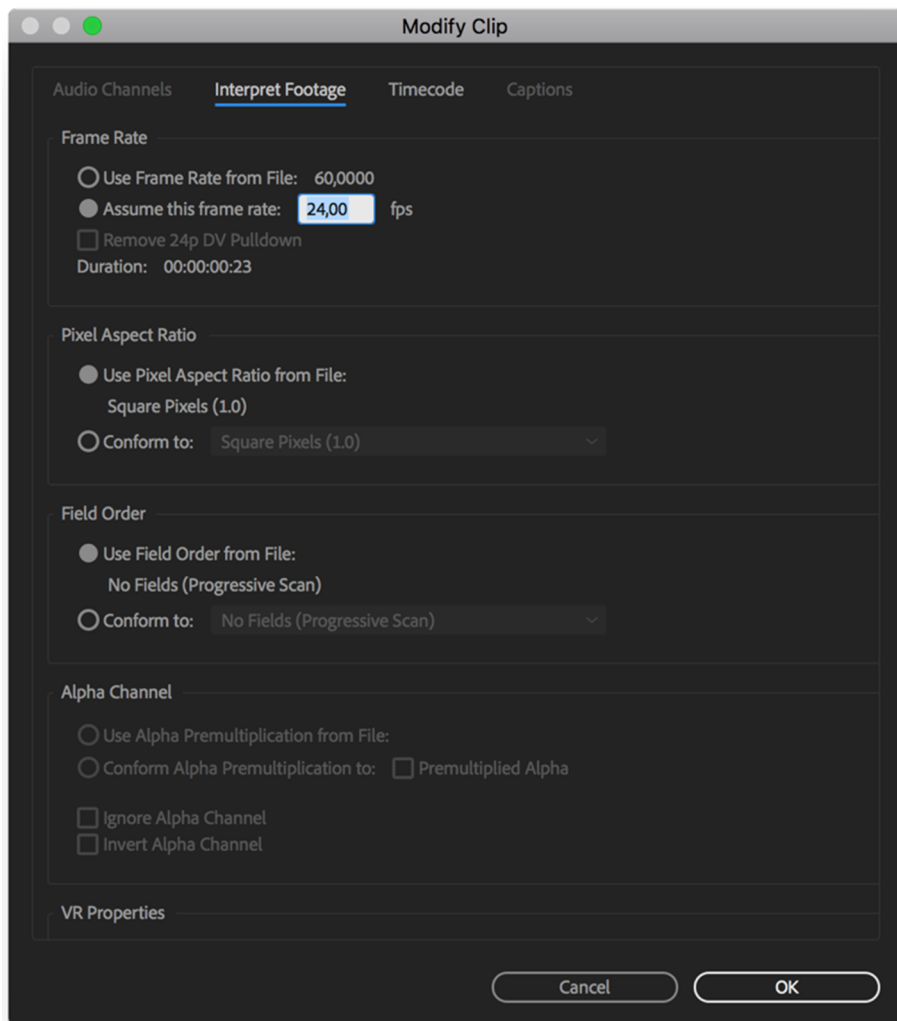 Modify Clip
Audio Channels Interpret Footage Timecode Captions
Frame Rate
Use Frame Rate from File: 60,0000
Assume this frame rate: 24,00 fps
Remove 24p DV Pulldown
Duration: 00:00:00:23
Pixel Aspect Ratio
Use Pixel Aspect Ratio from File:
Square Pixels (1.0)
Conform to: Square Pixels (1.0)
Field Order
Use Field Order from File:
No Fields (Progressive Scan)
Conform to: No Fields (Progressive Scan)
Alpha Channel
Use Alpha Premultiplication from File:
Conform Alpha Premultiplication to: Premultiplied Alpha
Ignore Alpha Channel
Invert Alpha Channel
VR Properties
Cancel OK